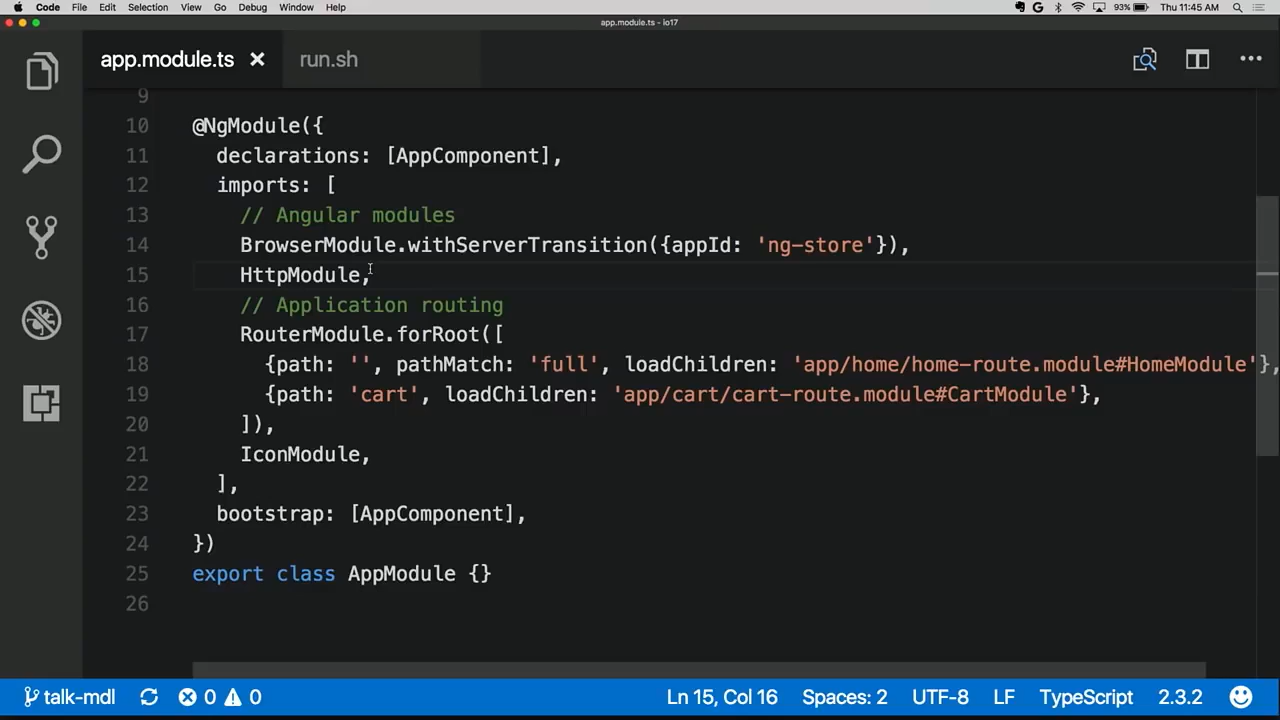 Code File Edit Selection View Go Debug Window Help 93% Thu 11:45 AM
app.module.ts - io17
app.module.ts run.sh
9
10 @NgModule({
11 declarations: [AppComponent],
12 imports: [
13 // Angular modules
14 BrowserModule.withServerTransition({appId: 'ng-store'}),
15 HttpModule,
16 // Application routing
17 RouterModule.forRoot([
18 {path: '', pathMatch: 'full', loadChildren: 'app/home/home-route.module#HomeModule'},
19 {path: 'cart', loadChildren: 'app/cart/cart-route.module#CartModule'},
20 ]),
21 IconModule,
22 ],
23 bootstrap: [AppComponent],
24 })
25 export class AppModule {}
26
talk-mdl 0 0 Ln 15, Col 16 Spaces: 2 UTF-8 LF TypeScript 2.3.2